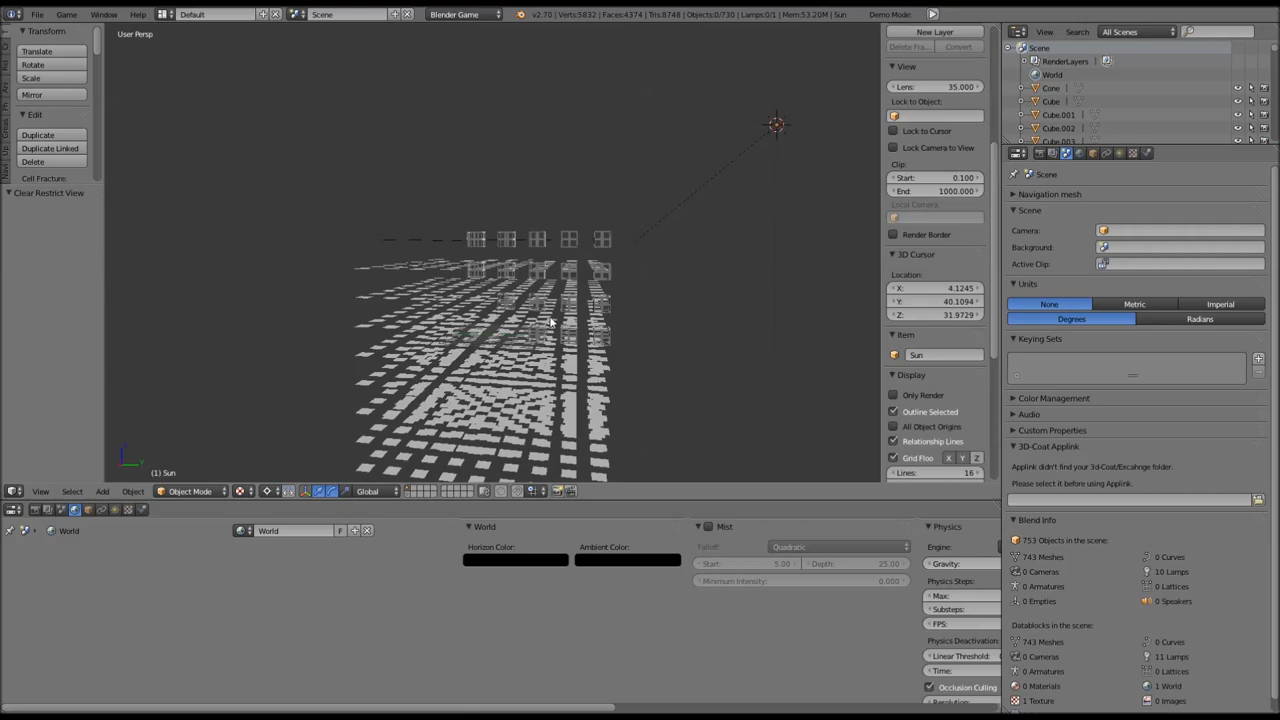 File Game Window Help Default Scene Blender Game v2.70 | Verts:5832 | Faces:4374 | Tris:8748 | Objects:0/730 | Lamps:0/1 | Mem:53.20M | Sun Demo Mode:
Transform
Translate
Rotate
Scale
Mirror
Edit
Duplicate
Duplicate Linked
Delete
Cell Fracture:
Clear Restrict View
User Persp
(1) Sun
New Layer
Delete Fra... Convert
View
Lens: 35.000
Lock to Object:
Lock to Cursor
Lock Camera to View
Clip:
Start: 0.100
End: 1000.000
Local Camera:
Render Border
3D Cursor
Location:
X: 4.1245
Y: 40.1094
Z: 31.9729
Item
Sun
Display
Only Render
Outline Selected
All Object Origins
Relationship Lines
Grid Floo X Y Z
Lines: 16
View Search All Scenes
Scene
RenderLayers
World
Cone
Cube
Cube.001
Cube.002
Cube.003
Scene
Navigation mesh
Scene
Camera:
Background:
Active Clip:
Units
None Metric Imperial
Degrees Radians
Keying Sets
Color Management
Audio
Custom Properties
3D-Coat Applink
Applink didn't find your 3d-Coat/Excahnge folder.
Please select it before using Applink.
Blend Info
753 Objects in the scene:
743 Meshes 0 Curves
0 Cameras 10 Lamps
0 Armatures 0 Lattices
0 Empties 0 Speakers
Datablocks in the scene:
743 Meshes 0 Curves
0 Cameras 11 Lamps
0 Armatures 0 Lattices
0 Materials 1 World
1 Texture 0 Images
View Select Add Object Object Mode Global
World World F
World
Horizon Color: Ambient Color:
Mist
Falloff: Quadratic
Start: 5.00 Depth: 25.00
Minimum Intensity: 0.000
Physics
Engine:
Gravity:
Physics Steps:
Max:
Substeps:
FPS:
Physics Deactivation:
Linear Threshold:
Time:
Occlusion Culling